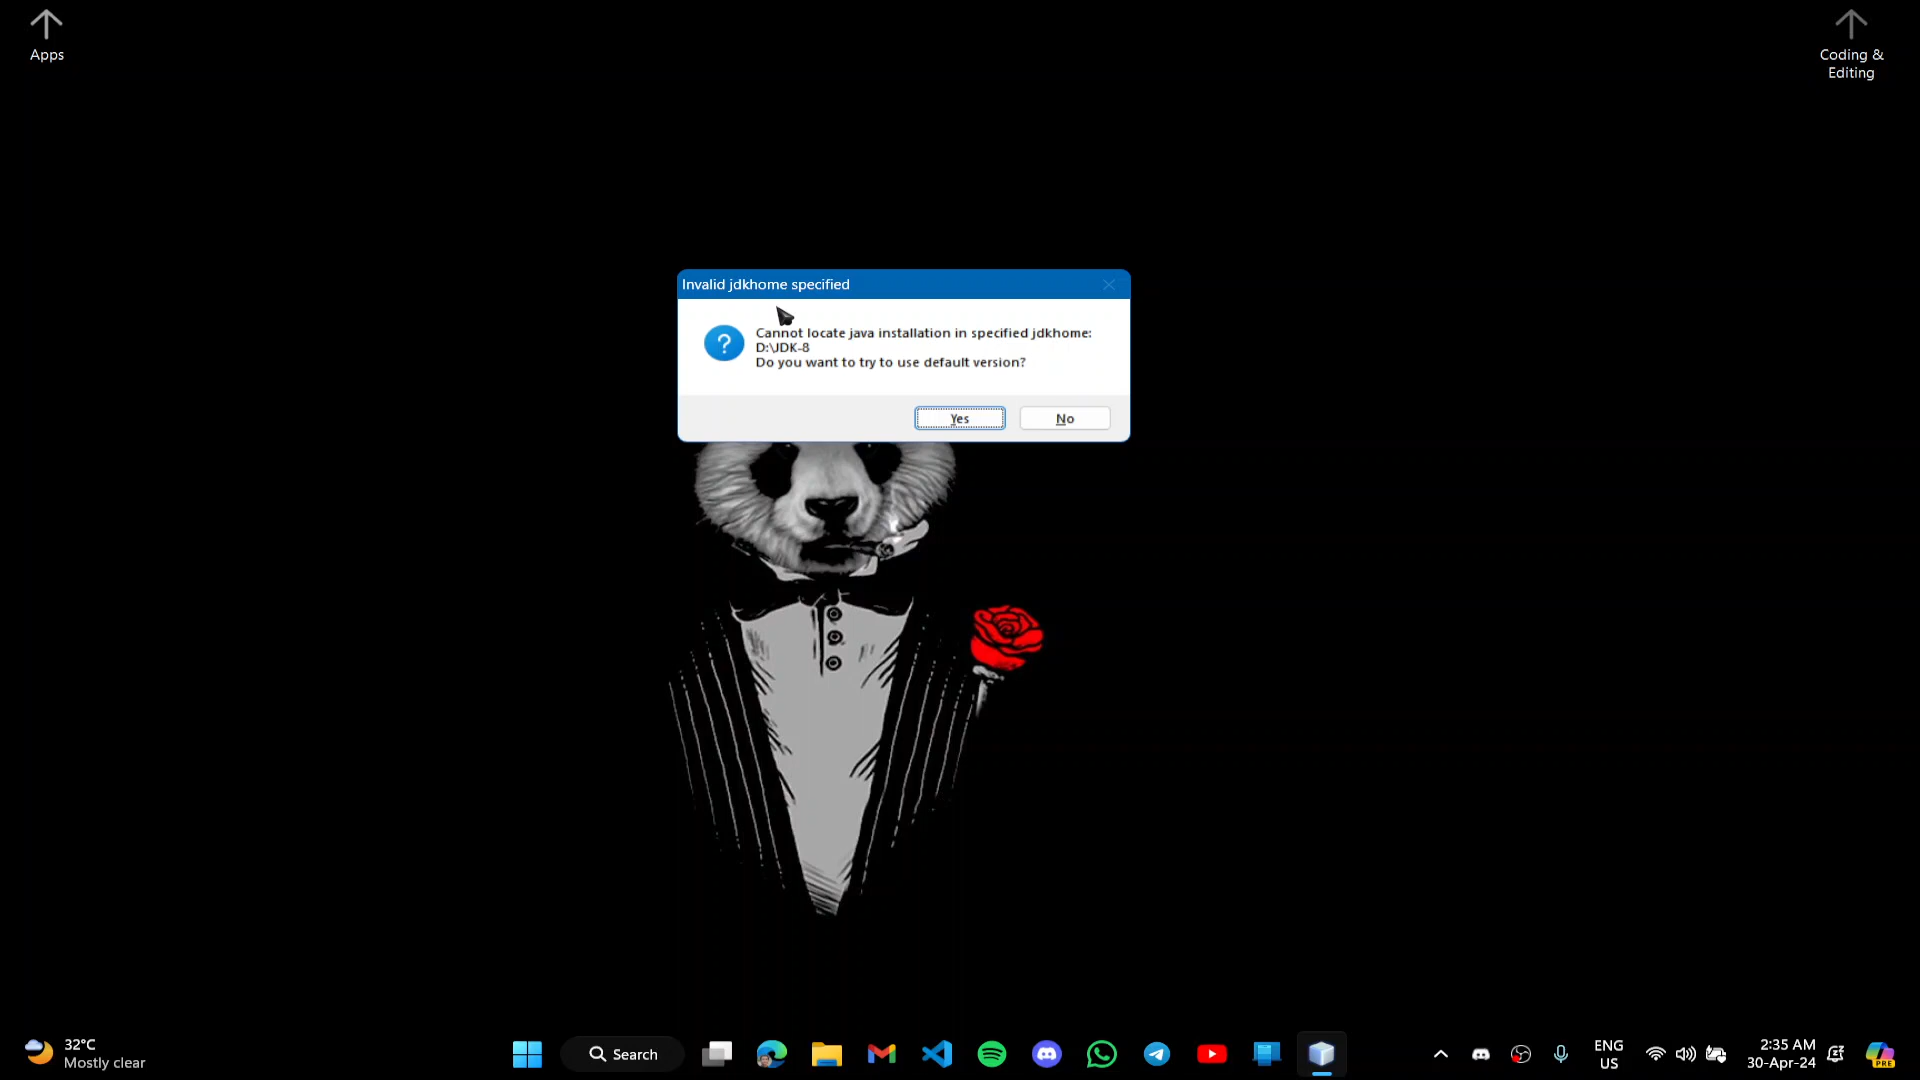 Apps
Coding &
Editing
Invalid jdkhome specified
Cannot locate java installation in specified jdkhome:
D:\JDK-8
Do you want to try to use default version?
Yes
No
32°C
Mostly clear
Search
ENG
US
2:35 AM
30-Apr-24
PRE